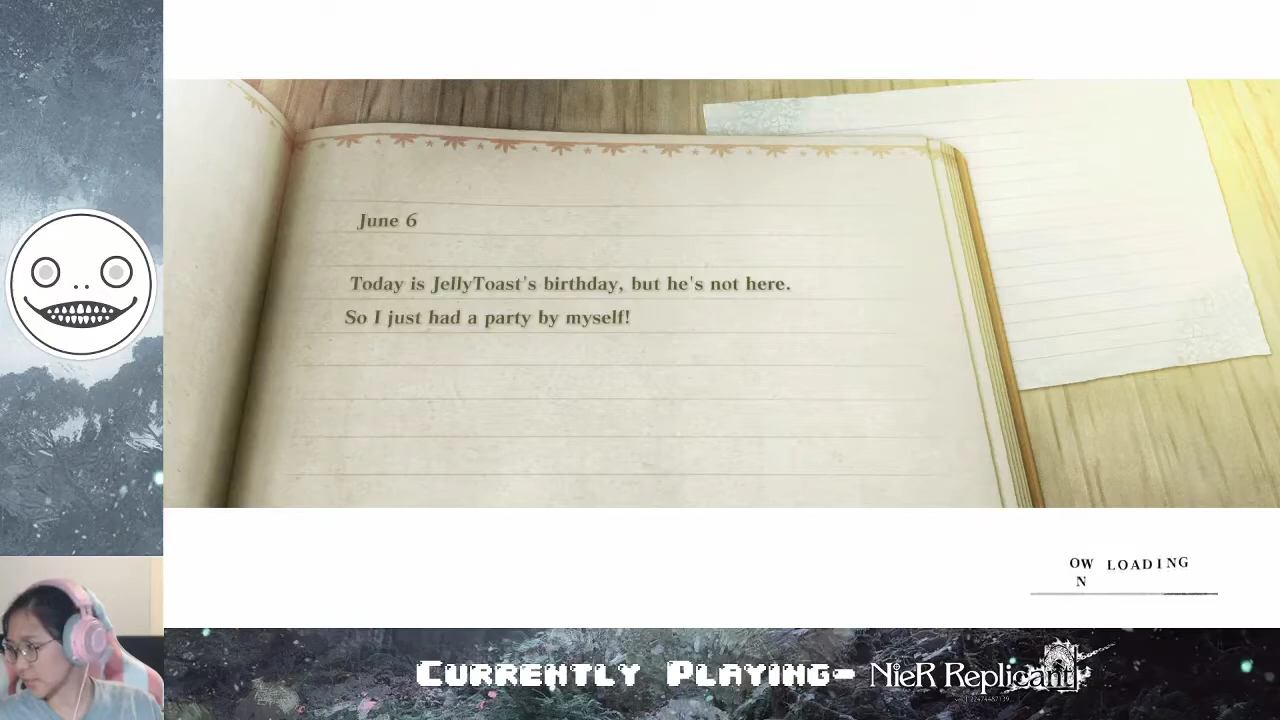 June 6
Today is JellyToast's birthday, but he's not here.
So I just had a party by myself!
OW LOADING
N
CURRENTLY PLAYING- NieR Replicant